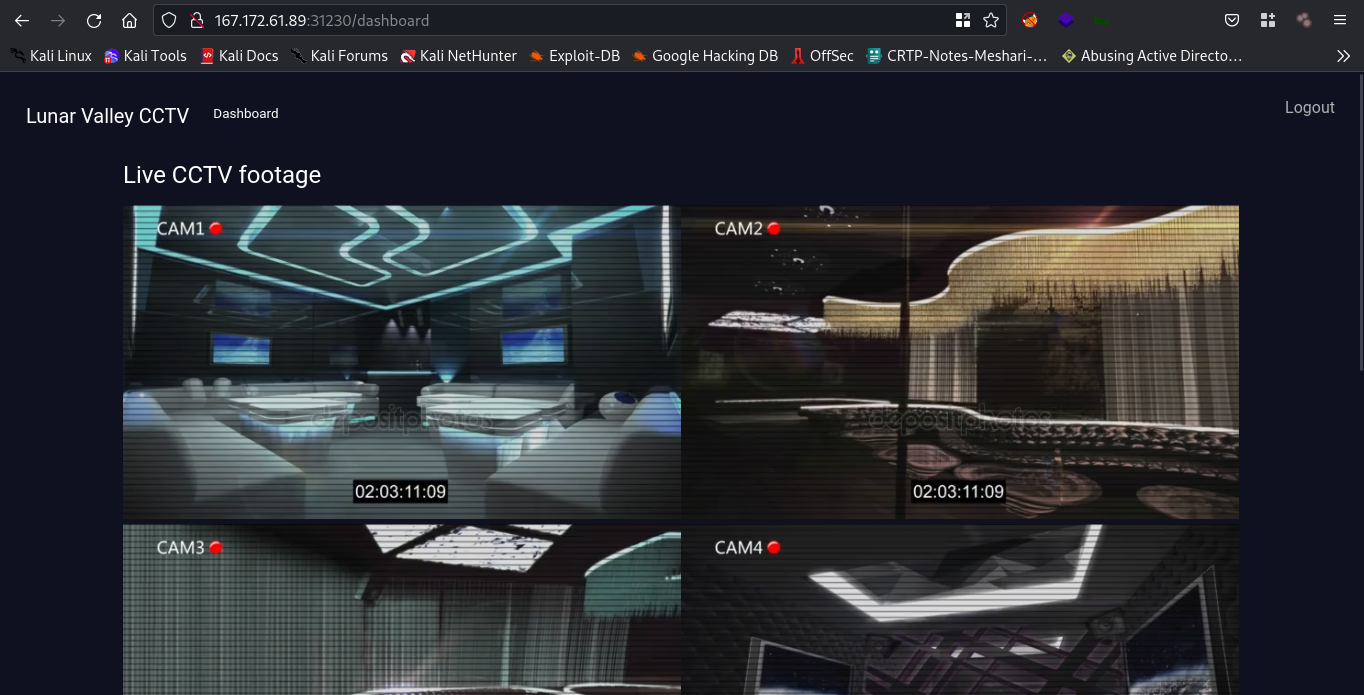 167.172.61.89:31230/dashboard
Kali Linux Kali Tools Kali Docs Kali Forums Kali NetHunter Exploit-DB Google Hacking DB OffSec CRTP-Notes-Meshari-... Abusing Active Directo...
Lunar Valley CCTV Dashboard Logout
Live CCTV footage
CAM1 CAM2
depositphotos depositphotos
02:03:11:09 02:03:11:09
CAM3 CAM4